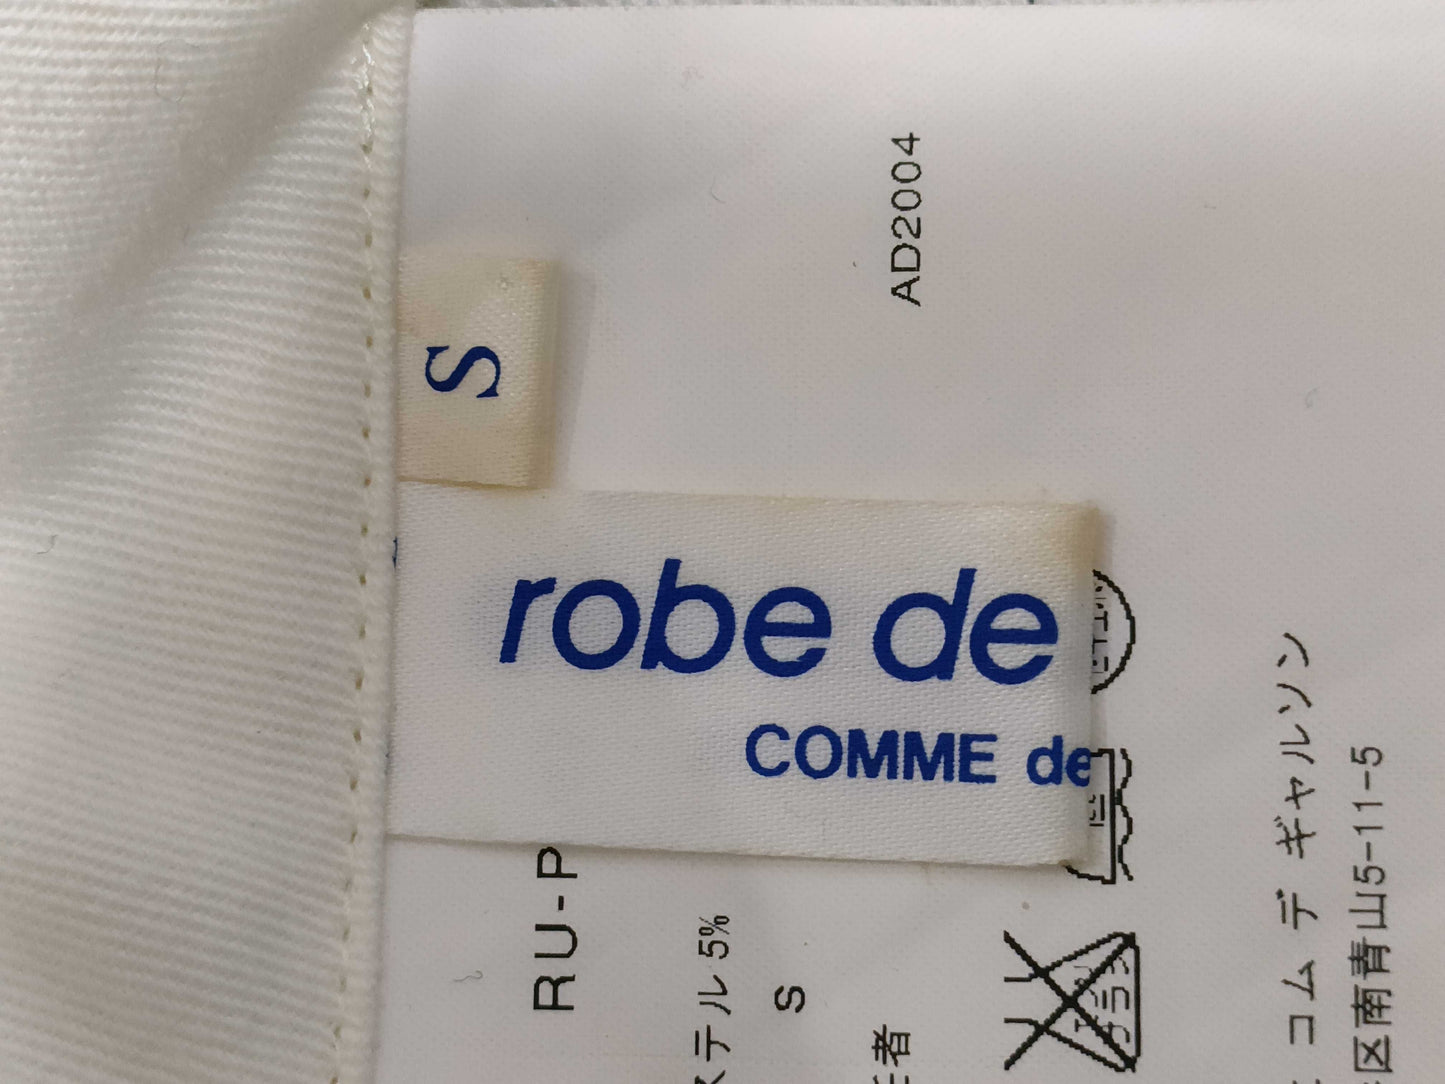 S
robe de
COMME de
AD2004
RU-P
ステル 5%
S
者
コム デ ギャルソン
区南青山5-11-5